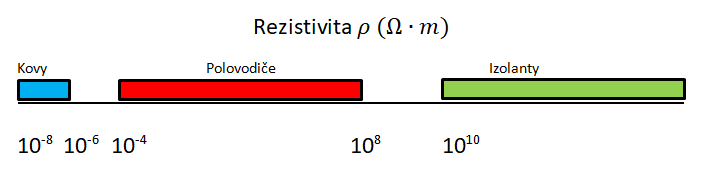 Rezistivita 𝜌 (Ω ⋅ 𝑚)
Kovy Polovodiče Izolanty
10⁻⁸ 10⁻⁶ 10⁻⁴ 10⁸ 10¹⁰